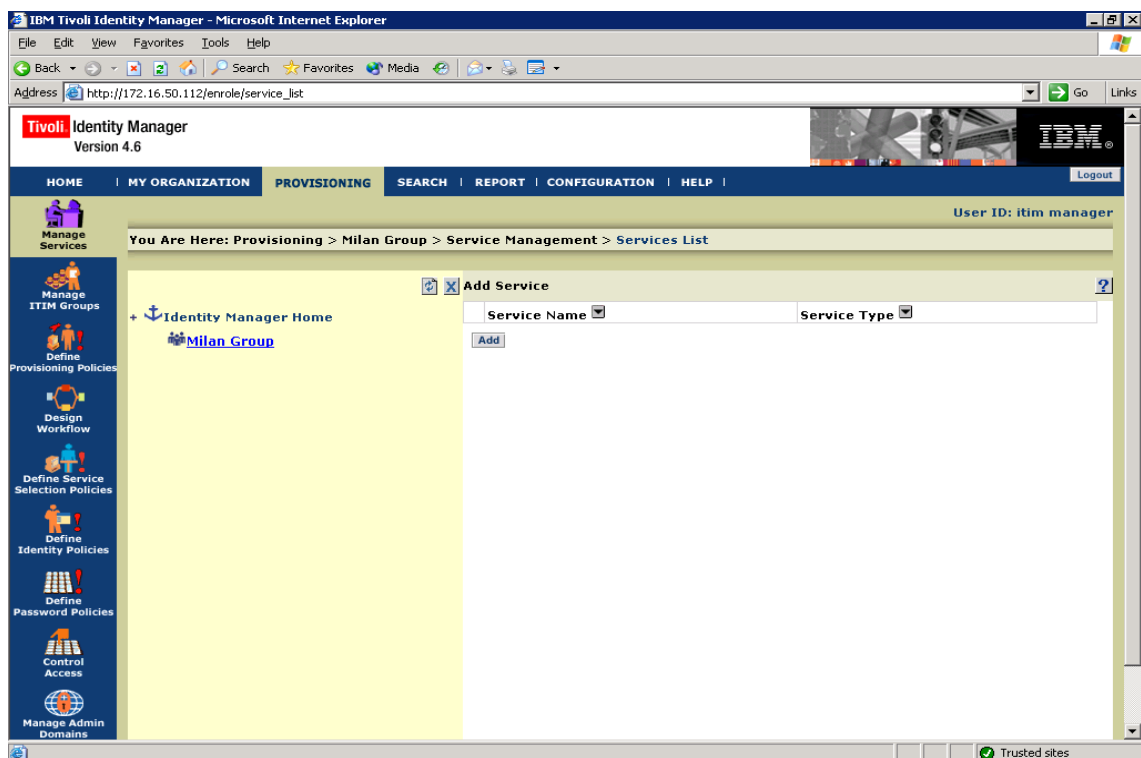 IBM Tivoli Identity Manager - Microsoft Internet Explorer
File Edit View Favorites Tools Help
Back Search Favorites Media
Address http://172.16.50.112/enrole/service_list Go Links
Tivoli. Identity Manager
Version 4.6
IBM®
HOME | MY ORGANIZATION PROVISIONING SEARCH | REPORT | CONFIGURATION | HELP |
Logout
User ID: itim manager
Manage
Services
You Are Here: Provisioning > Milan Group > Service Management > Services List
Manage
ITIM Groups
X Add Service ?
+ Identity Manager Home
Service Name Service Type
Milan Group
Add
Define
Provisioning Policies
Design
Workflow
Define Service
Selection Policies
Define
Identity Policies
Define
Password Policies
Control
Access
Manage Admin
Domains
Trusted sites